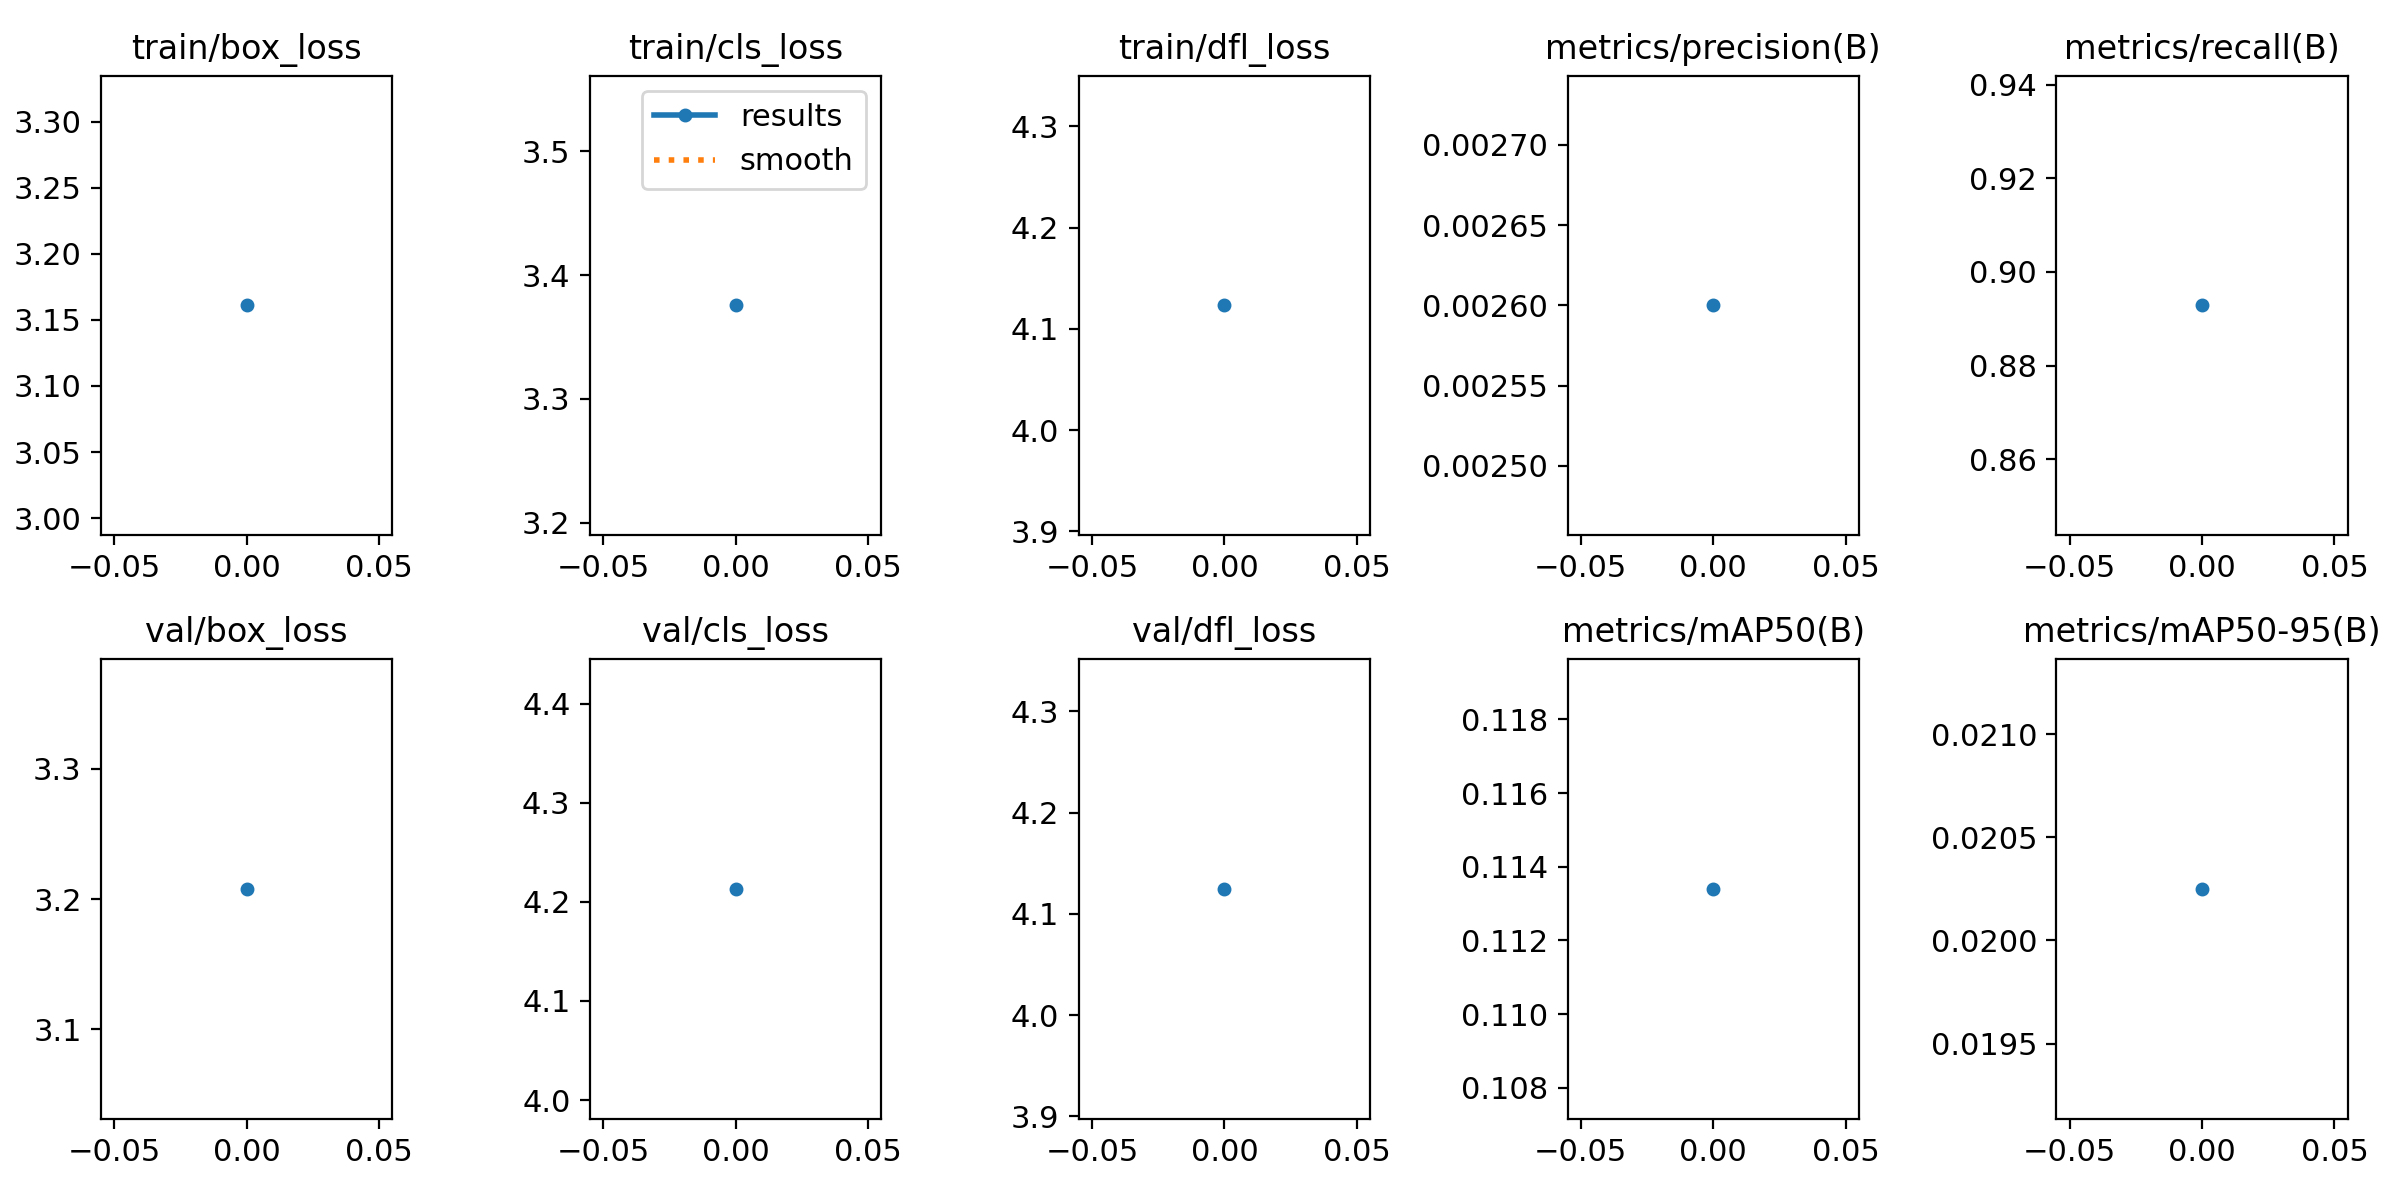 train/box_loss
3.30
3.25
3.20
3.15
3.10
3.05
3.00
−0.05 0.00 0.05
train/cls_loss
results
smooth
3.5
3.4
3.3
3.2
−0.05 0.00 0.05
train/dfl_loss
4.3
4.2
4.1
4.0
3.9
−0.05 0.00 0.05
metrics/precision(B)
0.00270
0.00265
0.00260
0.00255
0.00250
−0.05 0.00 0.05
metrics/recall(B)
0.94
0.92
0.90
0.88
0.86
−0.05 0.00 0.05
val/box_loss
3.3
3.2
3.1
−0.05 0.00 0.05
val/cls_loss
4.4
4.3
4.2
4.1
4.0
−0.05 0.00 0.05
val/dfl_loss
4.3
4.2
4.1
4.0
3.9
−0.05 0.00 0.05
metrics/mAP50(B)
0.118
0.116
0.114
0.112
0.110
0.108
−0.05 0.00 0.05
metrics/mAP50-95(B)
0.0210
0.0205
0.0200
0.0195
−0.05 0.00 0.05